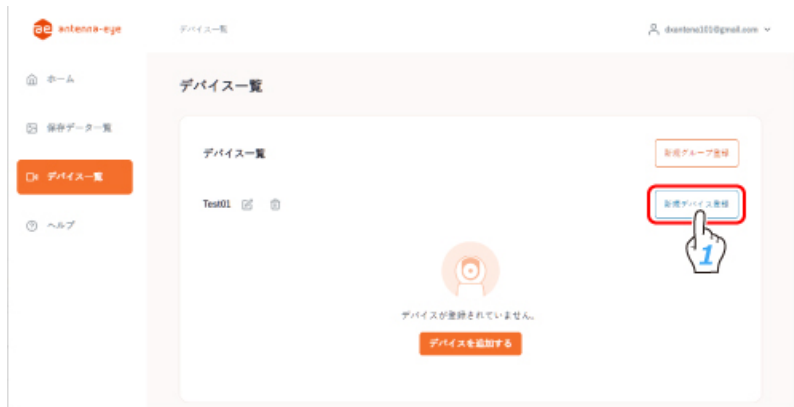 ae antenna-eye
デバイス一覧
dxantena101@gmail.com
ホーム
保存データ一覧
デバイス一覧
ヘルプ
デバイス一覧
デバイス一覧
新規グループ登録
Test01
新規デバイス登録
1
デバイスが登録されていません。
デバイスを追加する